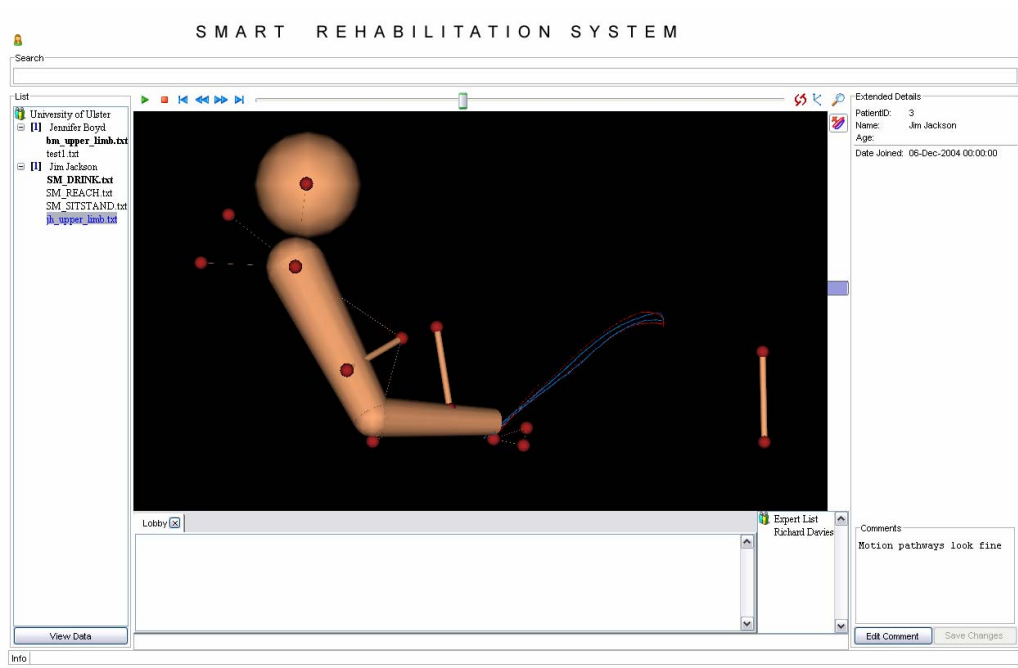 SMART REHABILITATION SYSTEM
Search
List
University of Ulster
[1] Jennifer Boyd
bm_upper_limb.txt
test1.txt
[1] Jim Jackson
SM_DRINK.txt
SM_REACH.txt
SM_SITSTAND.txt
jh_upper_limb.txt
View Data
Lobby
Expert List
Richard Davies
Extended Details
PatientID: 3
Name: Jim Jackson
Age:
Date Joined: 06-Dec-2004 00:00:00
Comments
Motion pathways look fine
Edit Comment
Save Changes
Info